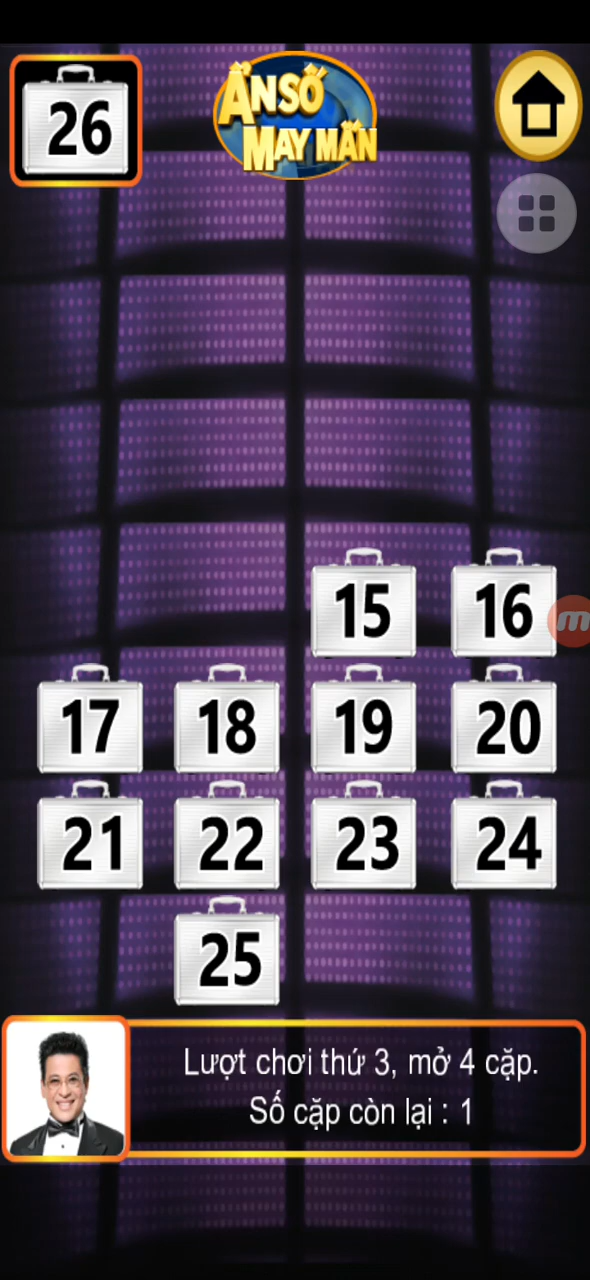 26
ẨN SỐ
MAY MẮN
15 16
17 18 19 20
21 22 23 24
25
Lượt chơi thứ 3, mở 4 cặp.
Số cặp còn lại : 1